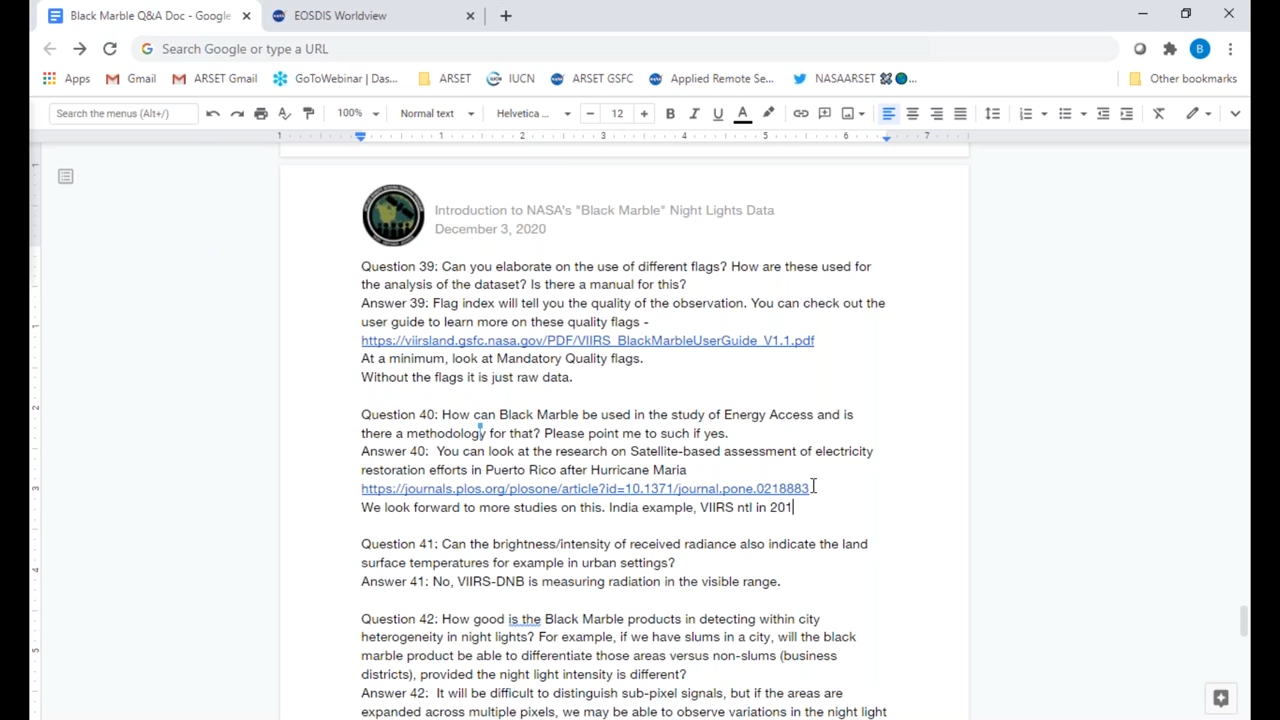 Black Marble Q&A Doc - Google
EOSDIS Worldview
Search Google or type a URL
Apps
Gmail
ARSET Gmail
GoToWebinar | Das...
ARSET
IUCN
ARSET GSFC
Applied Remote Se...
NASAARSET
Other bookmarks
Search the menus (Alt+/)
100%
Normal text
Helvetica ...
12
B I U A
1 1 2 3 4 5 6 7
Introduction to NASA's "Black Marble" Night Lights Data
December 3, 2020
Question 39: Can you elaborate on the use of different flags? How are these used for
the analysis of the dataset? Is there a manual for this?
Answer 39: Flag index will tell you the quality of the observation. You can check out the
user guide to learn more on these quality flags -
https://viirsland.gsfc.nasa.gov/PDF/VIIRS_BlackMarbleUserGuide_V1.1.pdf
At a minimum, look at Mandatory Quality flags.
Without the flags it is just raw data.
Question 40: How can Black Marble be used in the study of Energy Access and is
there a methodology for that? Please point me to such if yes.
Answer 40:  You can look at the research on Satellite-based assessment of electricity
restoration efforts in Puerto Rico after Hurricane Maria
https://journals.plos.org/plosone/article?id=10.1371/journal.pone.0218883
We look forward to more studies on this. India example, VIIRS ntl in 201
Question 41: Can the brightness/intensity of received radiance also indicate the land
surface temperatures for example in urban settings?
Answer 41: No, VIIRS-DNB is measuring radiation in the visible range.
Question 42: How good is the Black Marble products in detecting within city
heterogeneity in night lights? For example, if we have slums in a city, will the black
marble product be able to differentiate those areas versus non-slums (business
districts), provided the night light intensity is different?
Answer 42:  It will be difficult to distinguish sub-pixel signals, but if the areas are
expanded across multiple pixels, we may be able to observe variations in the night light